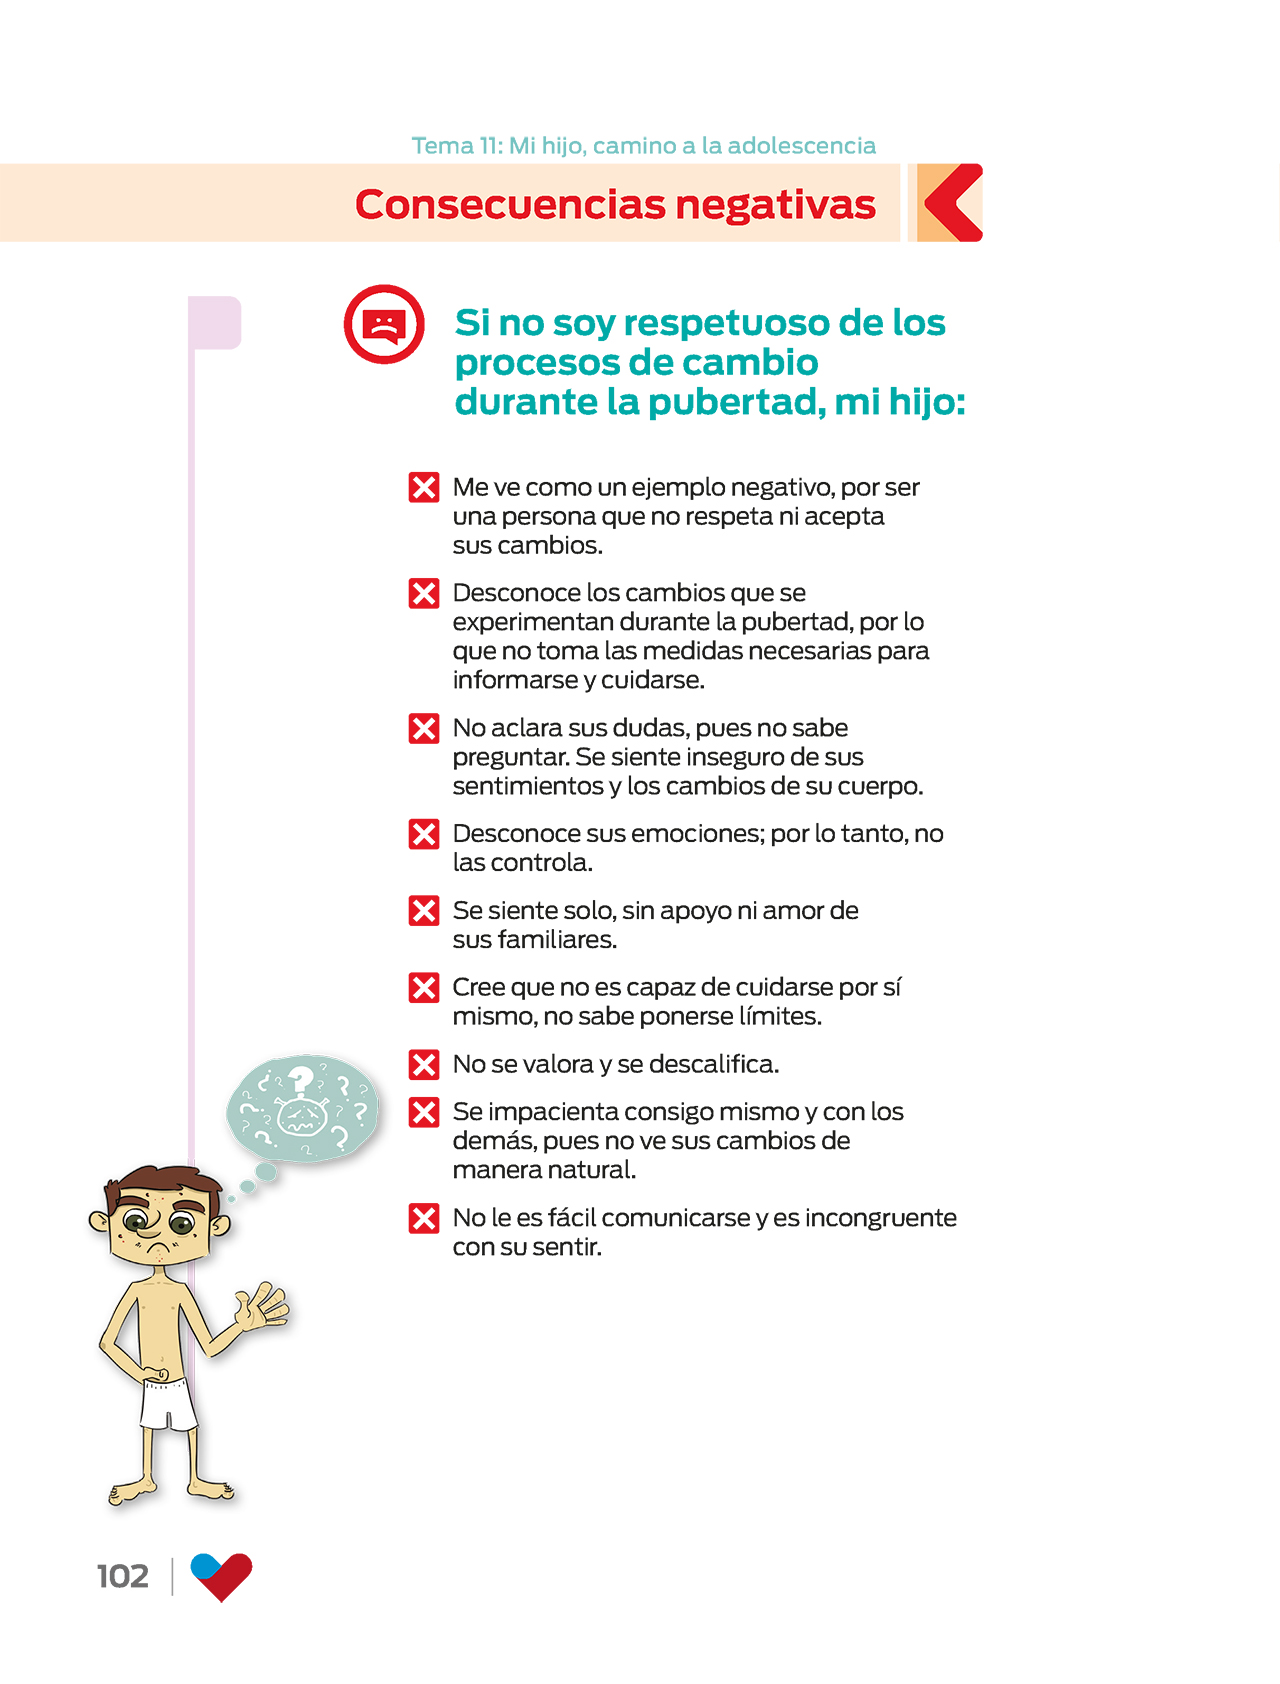 Tema 11: Mi hijo, camino a la adolescencia
Consecuencias negativas
Si no soy respetuoso de los
procesos de cambio
durante la pubertad, mi hijo:
Me ve como un ejemplo negativo, por ser
una persona que no respeta ni acepta
sus cambios.
Desconoce los cambios que se
experimentan durante la pubertad, por lo
que no toma las medidas necesarias para
informarse y cuidarse.
No aclara sus dudas, pues no sabe
preguntar. Se siente inseguro de sus
sentimientos y los cambios de su cuerpo.
Desconoce sus emociones; por lo tanto, no
las controla.
Se siente solo, sin apoyo ni amor de
sus familiares.
Cree que no es capaz de cuidarse por sí
mismo, no sabe ponerse límites.
No se valora y se descalifica.
Se impacienta consigo mismo y con los
demás, pues no ve sus cambios de
manera natural.
No le es fácil comunicarse y es incongruente
con su sentir.
102